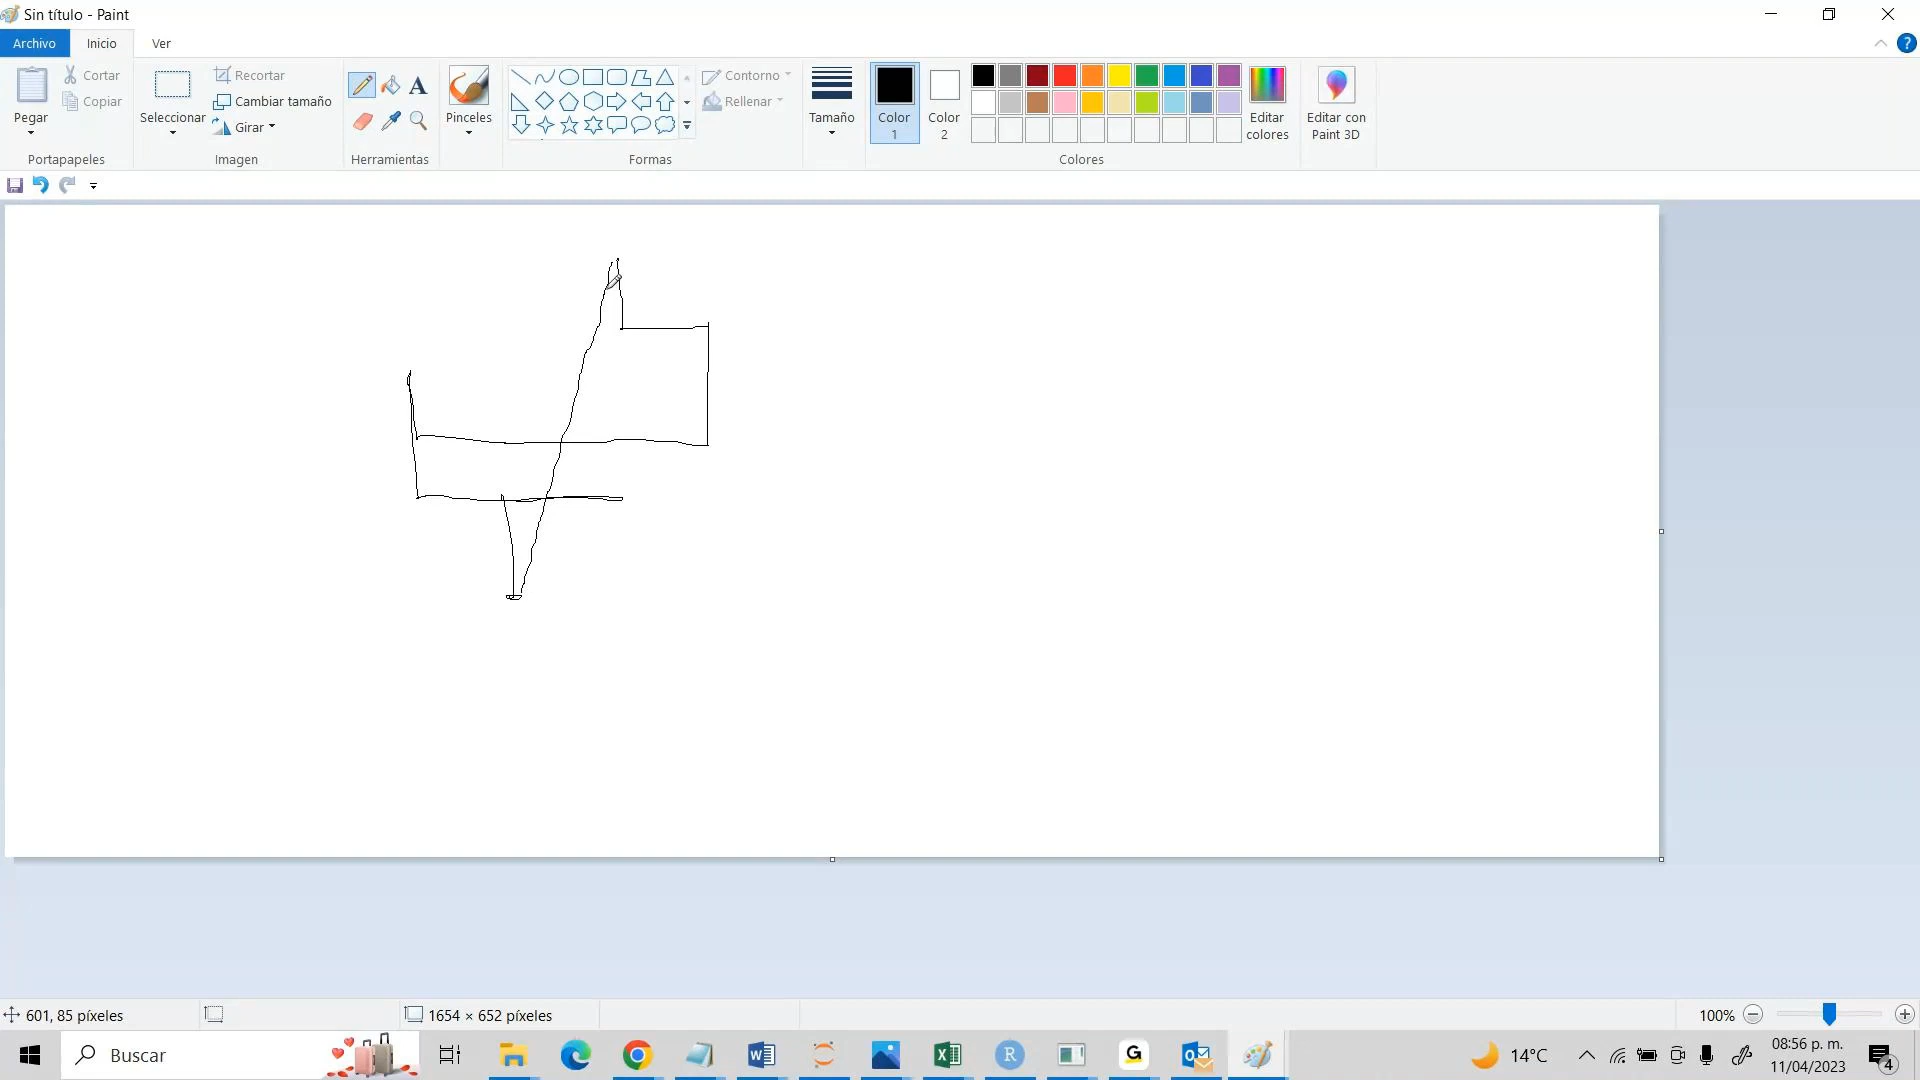 Sin título - Paint
Archivo Inicio Ver
Pegar
Cortar
Copiar
Portapapeles
Seleccionar
Recortar
Cambiar tamaño
Girar
Imagen
A
Herramientas
Pinceles
Contorno
Rellenar
Formas
Tamaño
Color
1
Color
2
Editar
colores
Colores
Editar con
Paint 3D
?
601, 85 píxeles
1654 × 652 píxeles
100%
Buscar
W
X
R
G
O
14°C
08:56 p. m.
11/04/2023
4